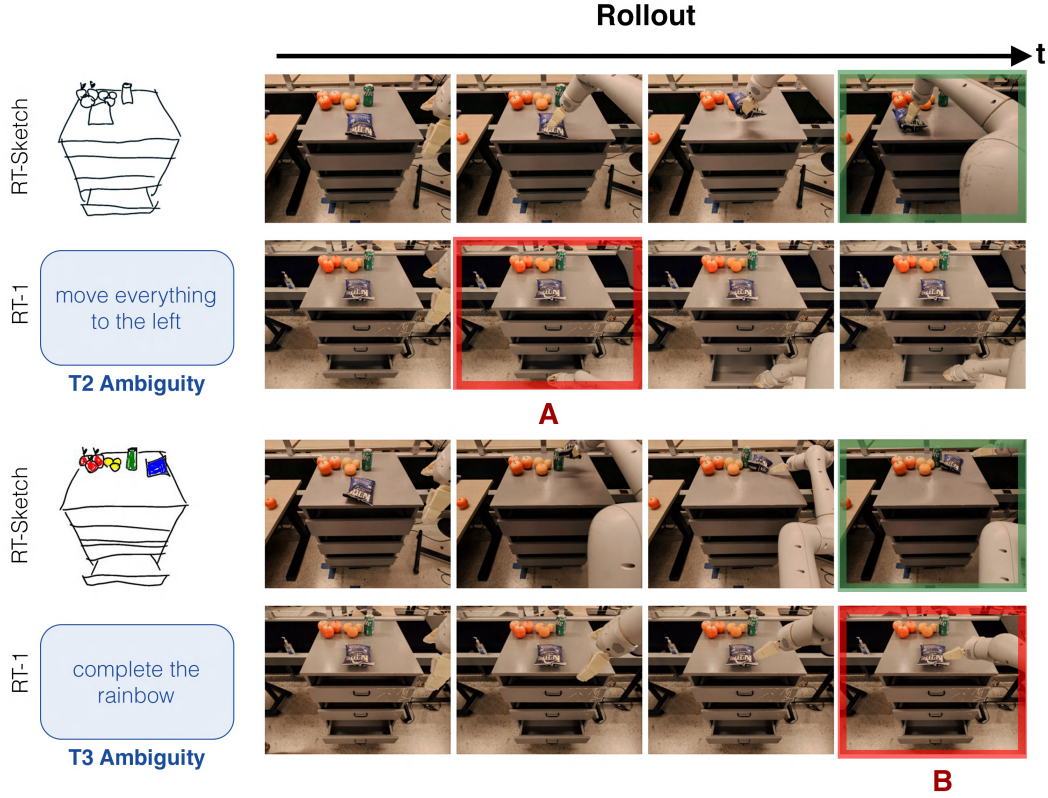 Rollout
t
RT-Sketch
RT-1
move everything
to the left
T2 Ambiguity
A
RT-Sketch
RT-1
complete the
rainbow
T3 Ambiguity
B